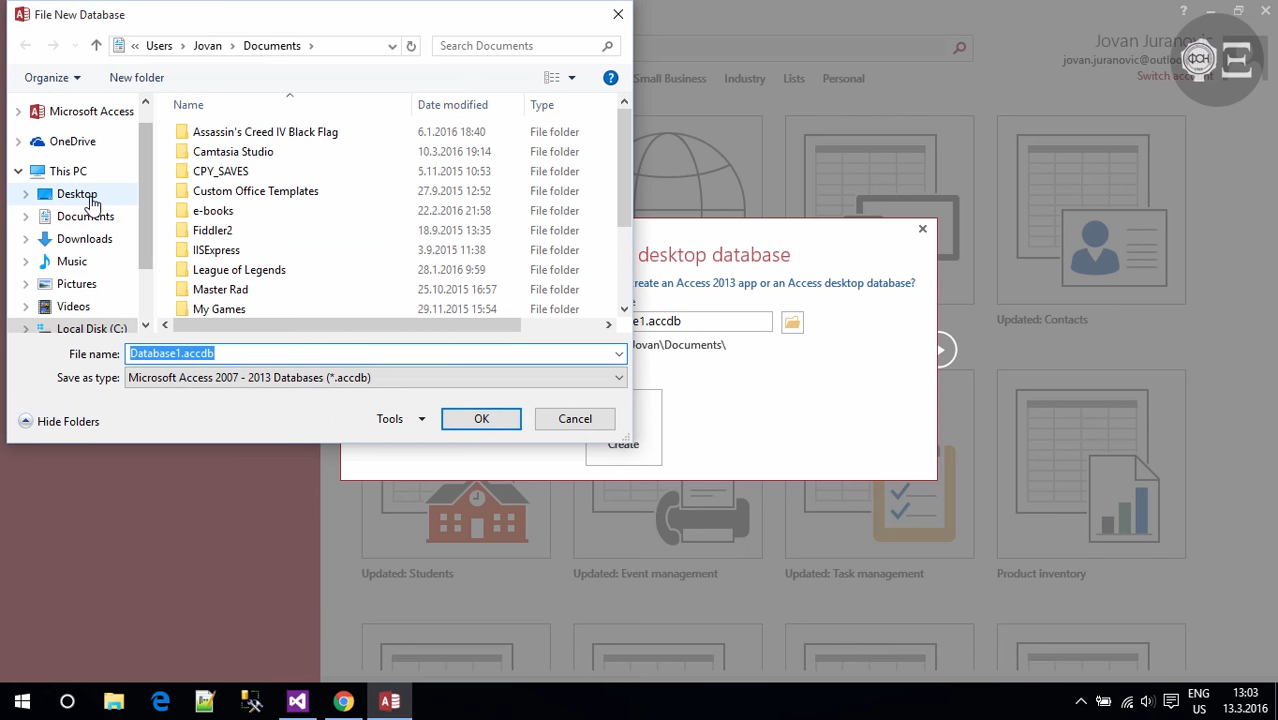 File New Database
Users Jovan Documents
Search Documents
Organize New folder
Name Date modified Type
Microsoft Access
OneDrive
This PC
Desktop
Documents
Downloads
Music
Pictures
Videos
Local Disk (C:)
Assassin's Creed IV Black Flag 6.1.2016 18:40 File folder
Camtasia Studio 10.3.2016 19:14 File folder
CPY_SAVES 5.11.2015 10:53 File folder
Custom Office Templates 27.9.2015 12:52 File folder
e-books 22.2.2016 21:58 File folder
Fiddler2 18.9.2015 13:35 File folder
IISExpress 3.9.2015 11:38 File folder
League of Legends 28.1.2016 9:59 File folder
Master Rad 25.10.2015 16:57 File folder
My Games 29.11.2015 15:54 File folder
File name: Database1.accdb
Save as type: Microsoft Access 2007 - 2013 Databases (*.accdb)
Hide Folders Tools OK Cancel
Jovan Juranovic
jovan.juranovic@outlo
Switch account
Small Business Industry Lists Personal
desktop database
create an Access 2013 app or an Access desktop database?
e1.accdb
Jovan\Documents\
Create
Updated: Contacts
Updated: Students
Updated: Event management
Updated: Task management
Product inventory
ENG
US
13:03
13.3.2016